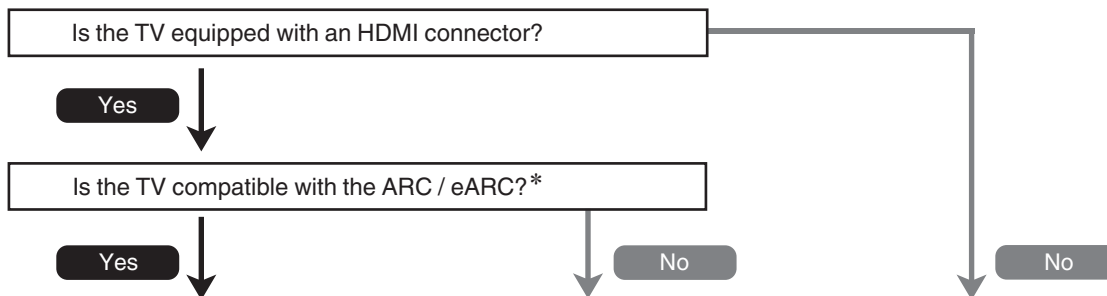 Is the TV equipped with an HDMI connector?
Yes
Is the TV compatible with the ARC / eARC?*
Yes
No
No